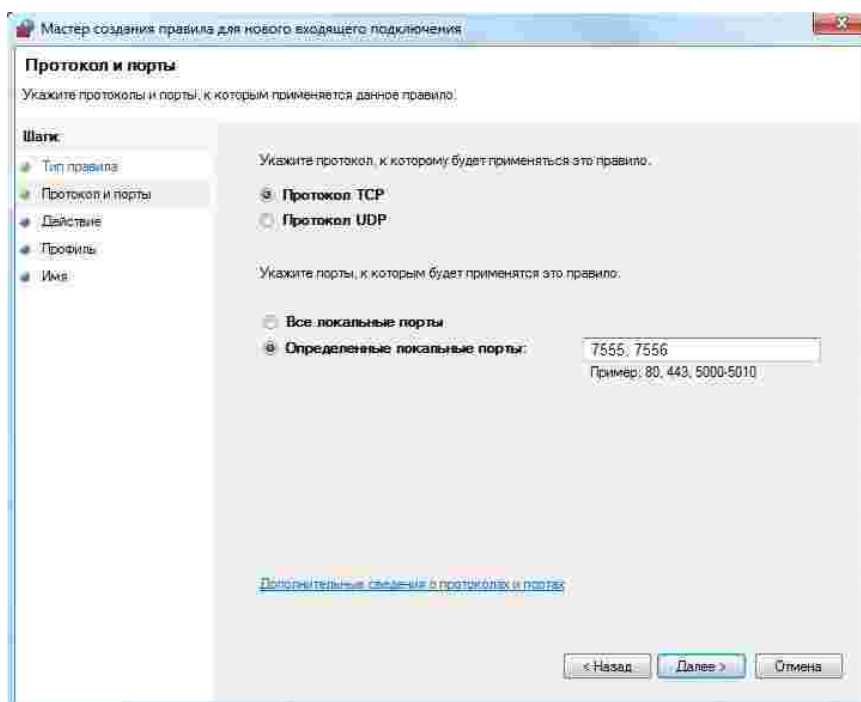 Мастер создания правила для нового входящего подключения
Протокол и порты
Укажите протоколы и порты, к которым применяется данное правило.
Шаги:
Тип правила
Протокол и порты
Действие
Профиль
Имя
Укажите протокол, к которому будет применяться это правило.
Протокол TCP
Протокол UDP
Укажите порты, к которым будет применятся это правило.
Все локальные порты
Определенные локальные порты:
7555, 7556
Пример: 80, 443, 5000-5010
Дополнительные сведения о протоколах и портах
< Назад
Далее >
Отмена